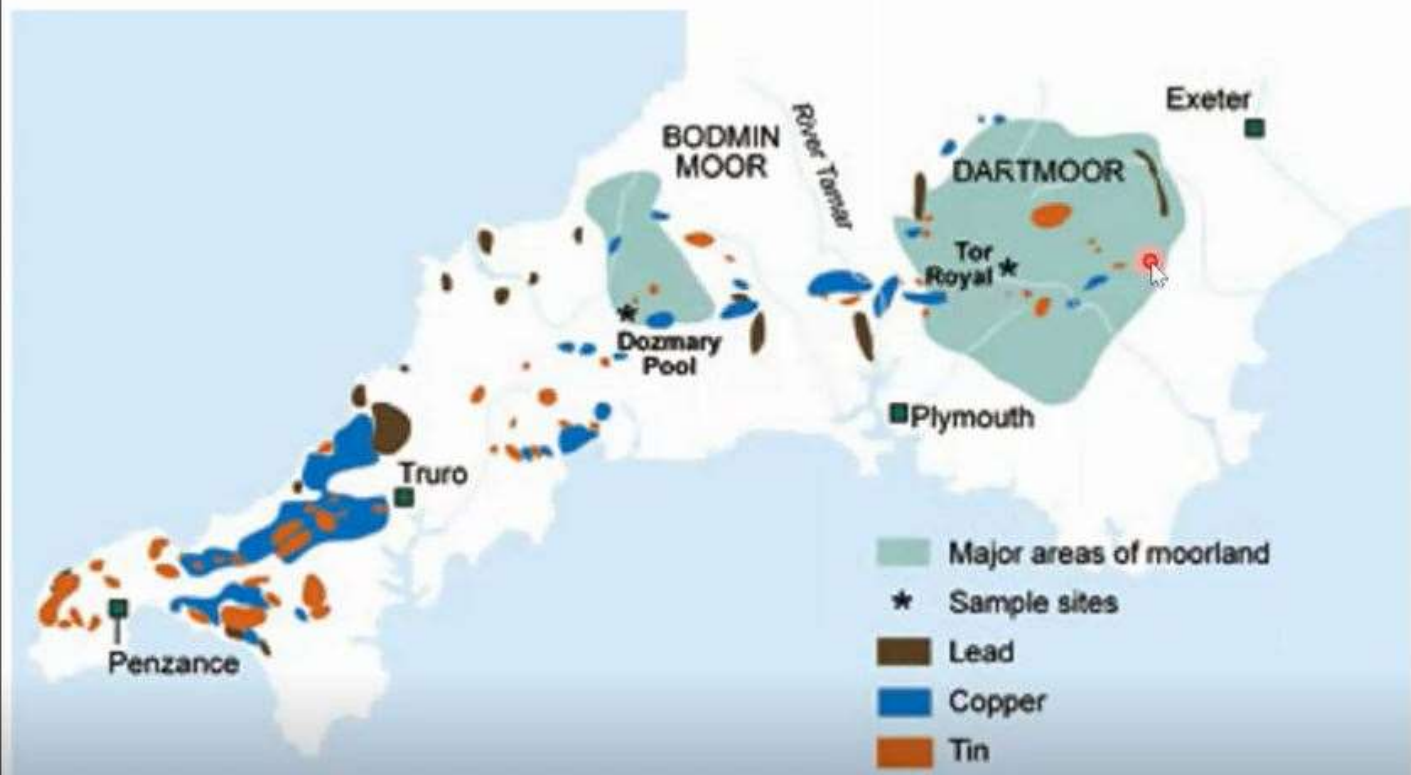 Exeter
BODMIN
MOOR
River Tamar
DARTMOOR
Tor
Royal
Dozmary
Pool
Plymouth
Truro
Penzance
Major areas of moorland
Sample sites
Lead
Copper
Tin